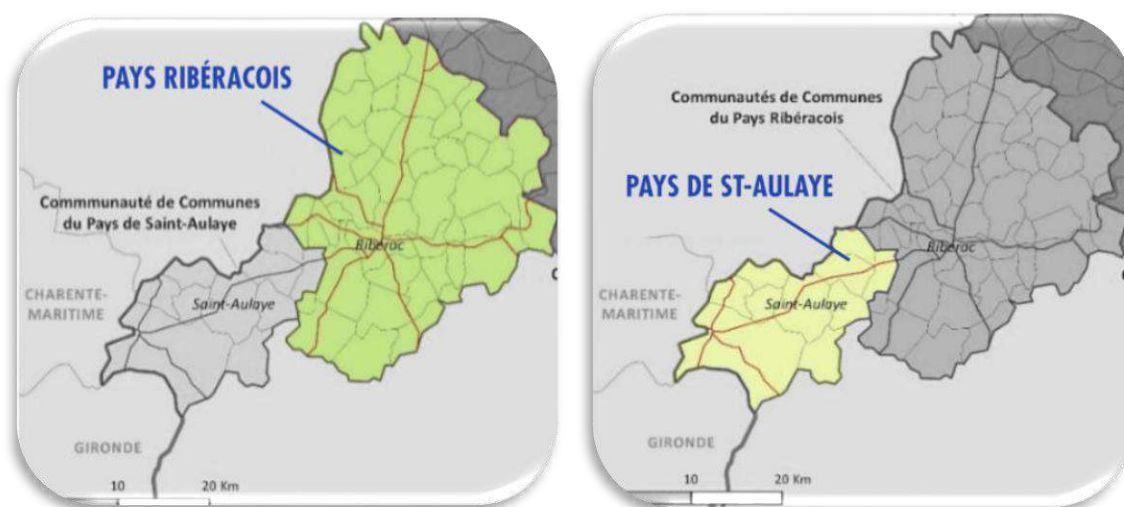 PAYS RIBÉRACOIS
Commmunauté de Communes
du Pays de Saint-Aulaye
Ribérac
Saint-Aulaye
CHARENTE-
MARITIME
GIRONDE
10 20 Km
Communautés de Communes
du Pays Ribéracois
PAYS DE ST-AULAYE
Ribérac
Saint-Aulaye
CHARENTE-
MARITIME
GIRONDE
10 20 Km